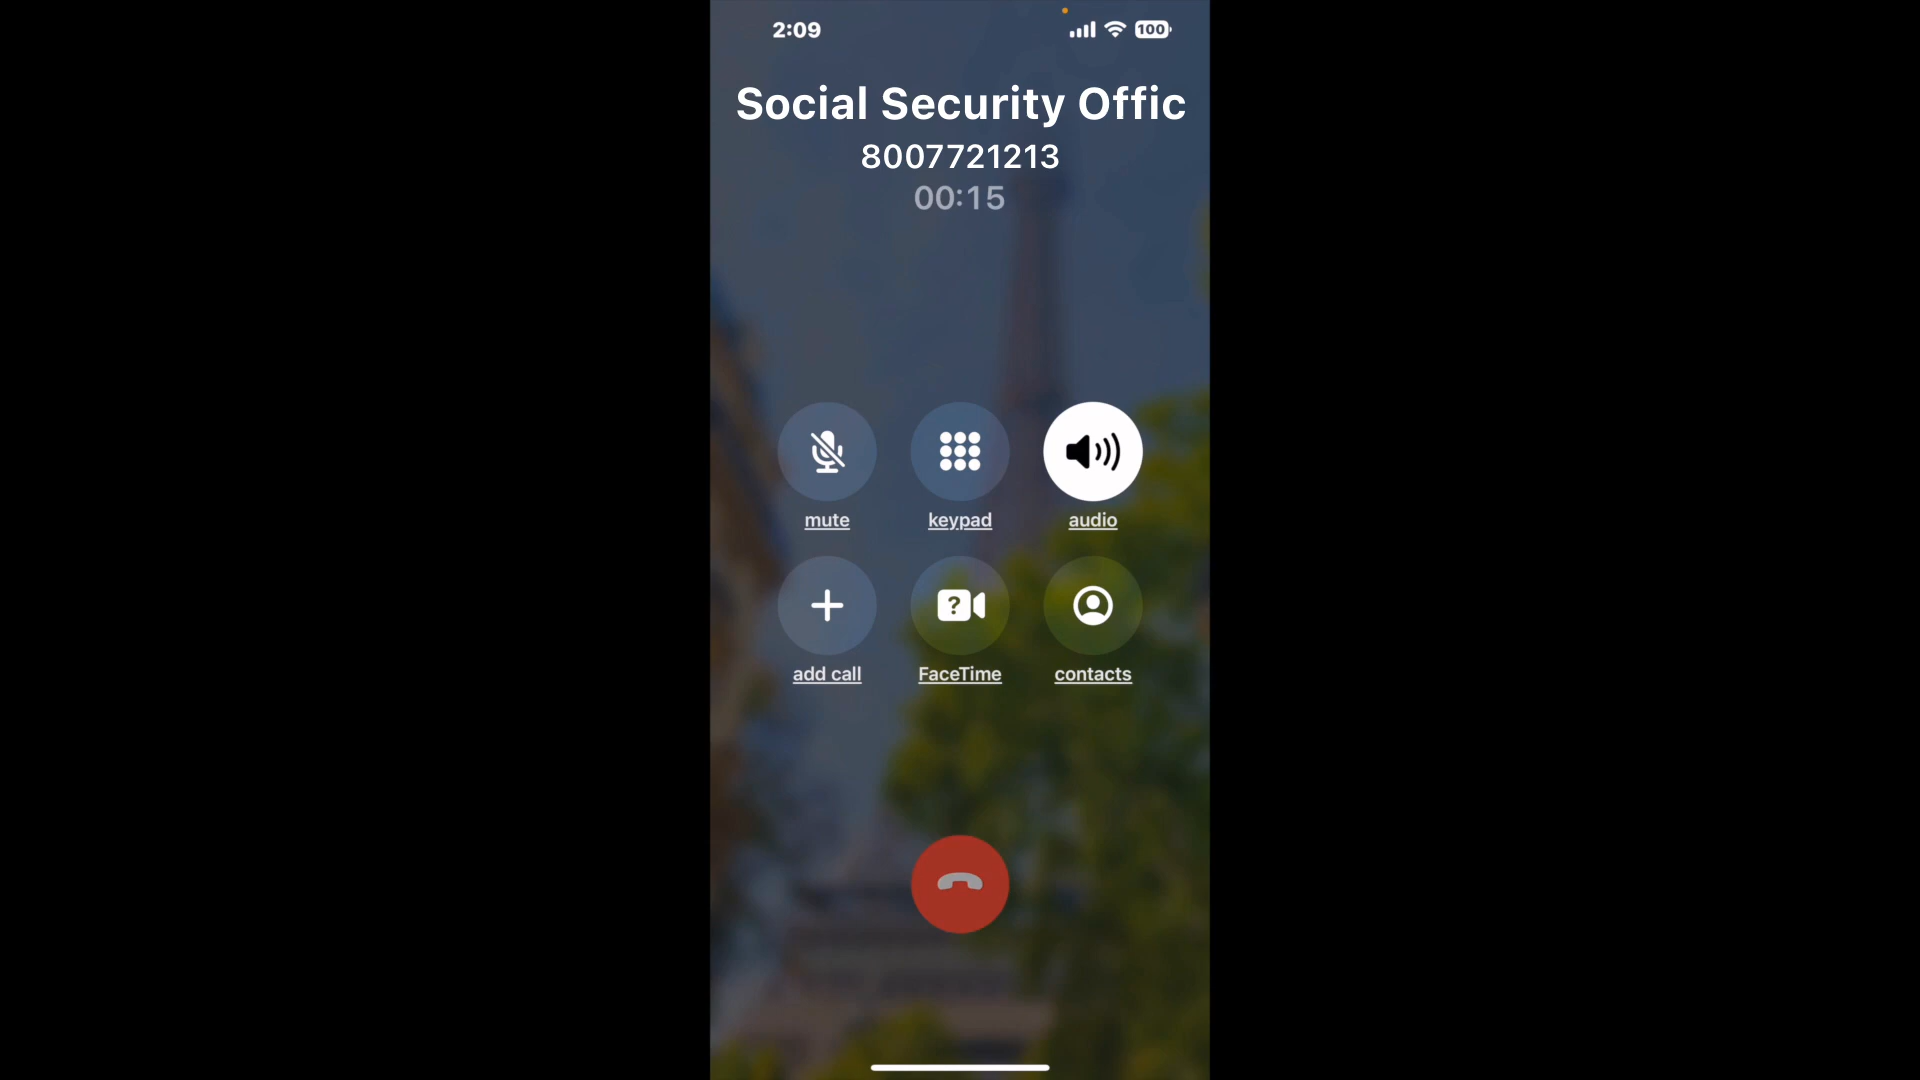 2:09
100
Social Security Offic
8007721213
00:15
mute
keypad
audio
?
add call
FaceTime
contacts